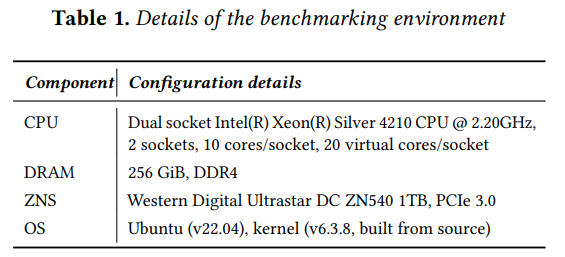 Table 1. Details of the benchmarking environment
Component Configuration details
CPU Dual socket Intel(R) Xeon(R) Silver 4210 CPU @ 2.20GHz,
2 sockets, 10 cores/socket, 20 virtual cores/socket
DRAM 256 GiB, DDR4
ZNS Western Digital Ultrastar DC ZN540 1TB, PCIe 3.0
OS Ubuntu (v22.04), kernel (v6.3.8, built from source)